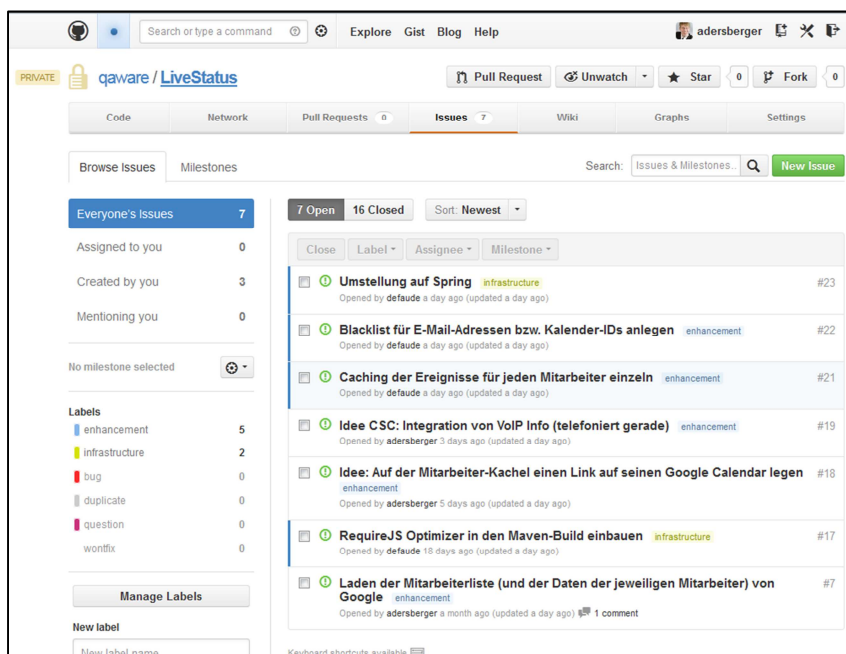 Search or type a command
Explore Gist Blog Help
adersberger
PRIVATE
qaware / LiveStatus
Pull Request
Unwatch
Star
0
Fork
0
Code
Network
Pull Requests 0
Issues 7
Wiki
Graphs
Settings
Browse Issues
Milestones
Search:
Issues & Milestones..
New Issue
Everyone's Issues 7
Assigned to you 0
Created by you 3
Mentioning you 0
No milestone selected
Labels
enhancement 5
infrastructure 2
bug 0
duplicate 0
question 0
wontfix 0
Manage Labels
New label
New label name
7 Open 16 Closed
Sort: Newest
Close Label Assignee Milestone
Umstellung auf Spring infrastructure #23
Opened by defaude a day ago (updated a day ago)
Blacklist für E-Mail-Adressen bzw. Kalender-IDs anlegen enhancement #22
Opened by defaude a day ago (updated a day ago)
Caching der Ereignisse für jeden Mitarbeiter einzeln enhancement #21
Opened by defaude a day ago (updated a day ago)
Idee CSC: Integration von VoIP Info (telefoniert gerade) enhancement #19
Opened by adersberger 3 days ago (updated a day ago)
Idee: Auf der Mitarbeiter-Kachel einen Link auf seinen Google Calendar legen #18
enhancement
Opened by adersberger 5 days ago (updated a day ago)
RequireJS Optimizer in den Maven-Build einbauen infrastructure #17
Opened by defaude 18 days ago (updated a day ago)
Laden der Mitarbeiterliste (und der Daten der jeweiligen Mitarbeiter) von #7
Google enhancement
Opened by adersberger a month ago (updated a day ago) 1 comment
Keyboard shortcuts available